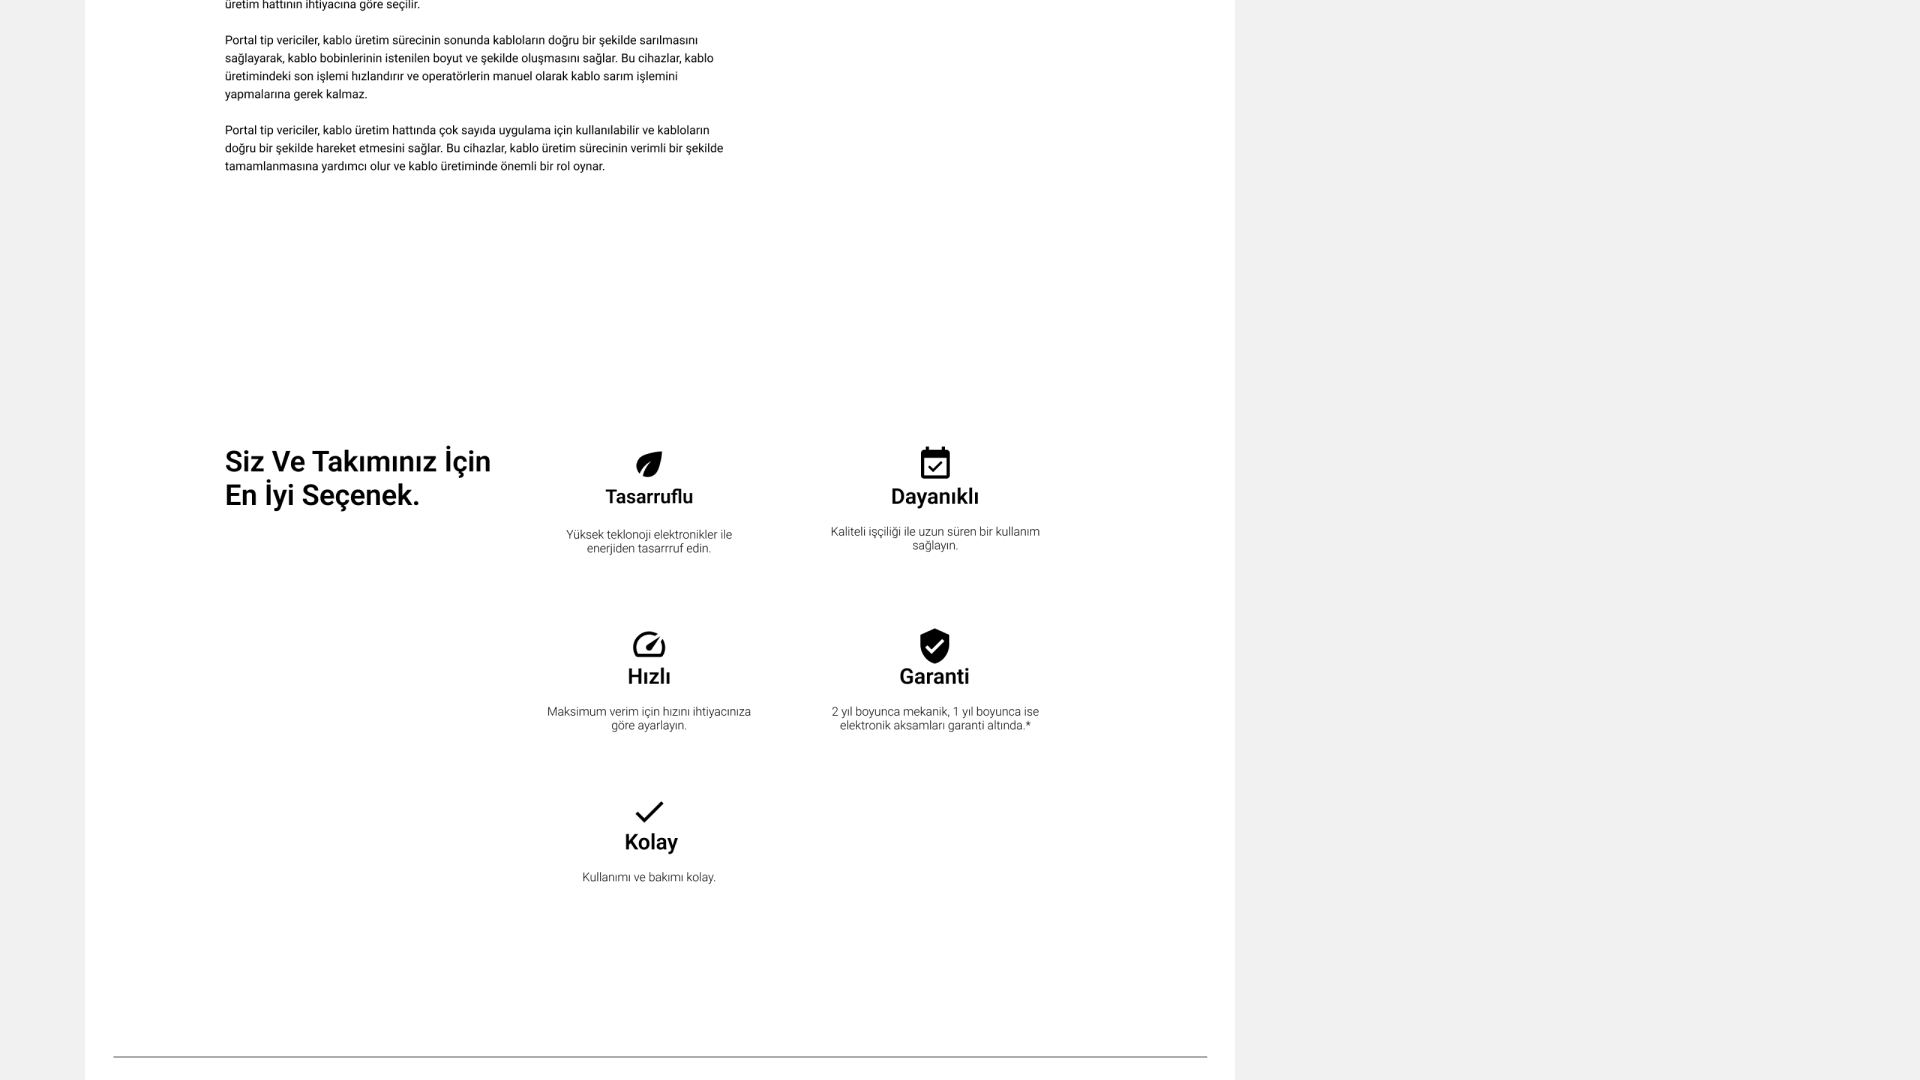 üretim hattının ihtiyacına göre seçilir.
Portal tip vericiler, kablo üretim sürecinin sonunda kabloların doğru bir şekilde sarılmasını
sağlayarak, kablo bobinlerinin istenilen boyut ve şekilde oluşmasını sağlar. Bu cihazlar, kablo
üretimindeki son işlemi hızlandırır ve operatörlerin manuel olarak kablo sarım işlemini
yapmalarına gerek kalmaz.
Portal tip vericiler, kablo üretim hattında çok sayıda uygulama için kullanılabilir ve kabloların
doğru bir şekilde hareket etmesini sağlar. Bu cihazlar, kablo üretim sürecinin verimli bir şekilde
tamamlanmasına yardımcı olur ve kablo üretiminde önemli bir rol oynar.
Siz Ve Takımınız İçin
En İyi Seçenek.
Tasarruflu
Yüksek teklonoji elektronikler ile
enerjiden tasarrruf edin.
Dayanıklı
Kaliteli işçiliği ile uzun süren bir kullanım
sağlayın.
Hızlı
Maksimum verim için hızını ihtiyacınıza
göre ayarlayın.
Garanti
2 yıl boyunca mekanik, 1 yıl boyunca ise
elektronik aksamları garanti altında.*
Kolay
Kullanımı ve bakımı kolay.